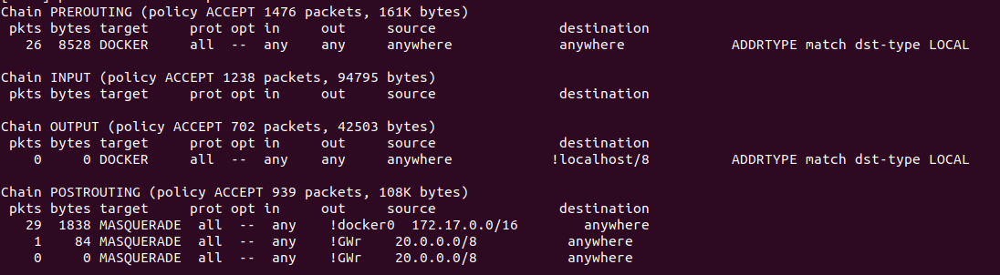 Chain PREROUTING (policy ACCEPT 1476 packets, 161K bytes)
 pkts bytes target     prot opt in     out     source               destination
   26  8528 DOCKER     all  --  any    any     anywhere             anywhere             ADDRTYPE match dst-type LOCAL

Chain INPUT (policy ACCEPT 1238 packets, 94795 bytes)
 pkts bytes target     prot opt in     out     source               destination

Chain OUTPUT (policy ACCEPT 702 packets, 42503 bytes)
 pkts bytes target     prot opt in     out     source               destination
    0     0 DOCKER     all  --  any    any     anywhere            !localhost/8          ADDRTYPE match dst-type LOCAL

Chain POSTROUTING (policy ACCEPT 939 packets, 108K bytes)
 pkts bytes target     prot opt in     out     source               destination
   29  1838 MASQUERADE  all  --  any    !docker0  172.17.0.0/16        anywhere
    1    84 MASQUERADE  all  --  any    !GWr    20.0.0.0/8           anywhere
    0     0 MASQUERADE  all  --  any    !GWr    20.0.0.0/8           anywhere